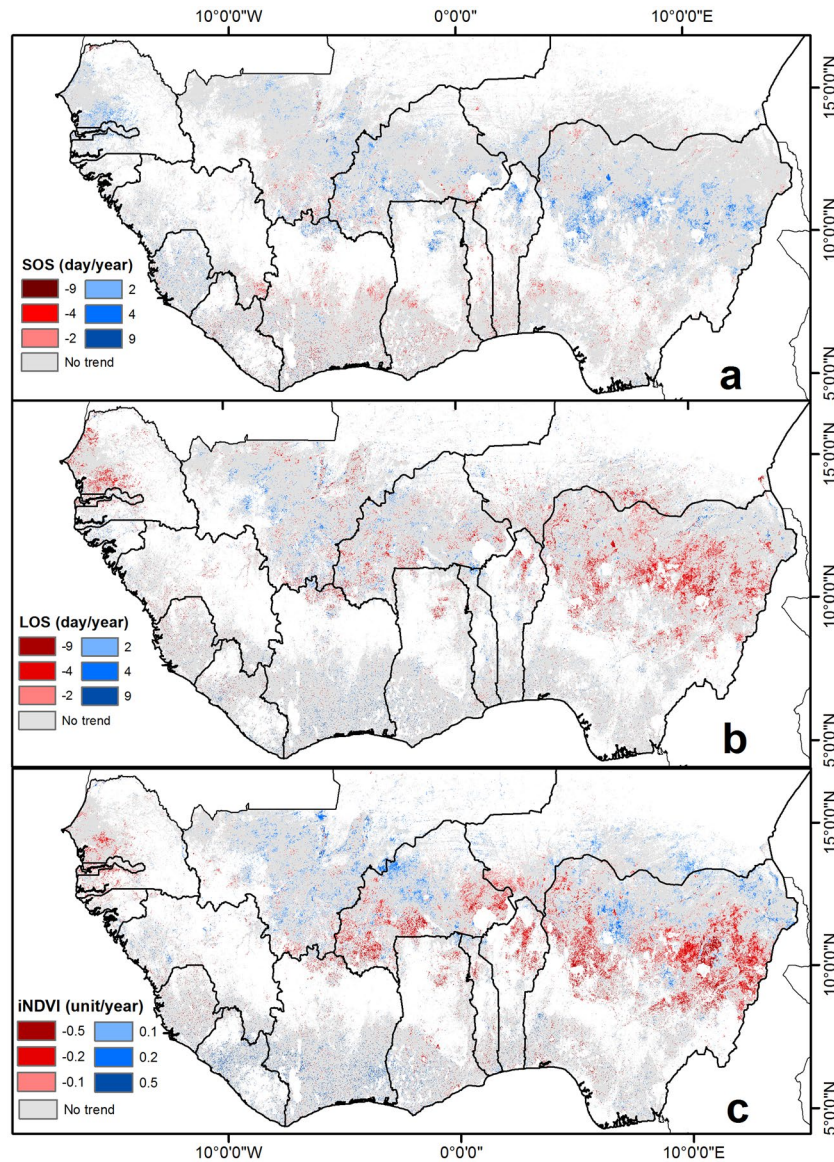 10°0'0"W 0°0'0" 10°0'0"E
15°0'0"N
10°0'0"N
5°0'0"N
SOS (day/year)
-9 2
-4 4
-2 9
No trend
a
15°0'0"N
10°0'0"N
5°0'0"N
LOS (day/year)
-9 2
-4 4
-2 9
No trend
b
15°0'0"N
10°0'0"N
5°0'0"N
iNDVI (unit/year)
-0.5 0.1
-0.2 0.2
-0.1 0.5
No trend
c
10°0'0"W 0°0'0" 10°0'0"E